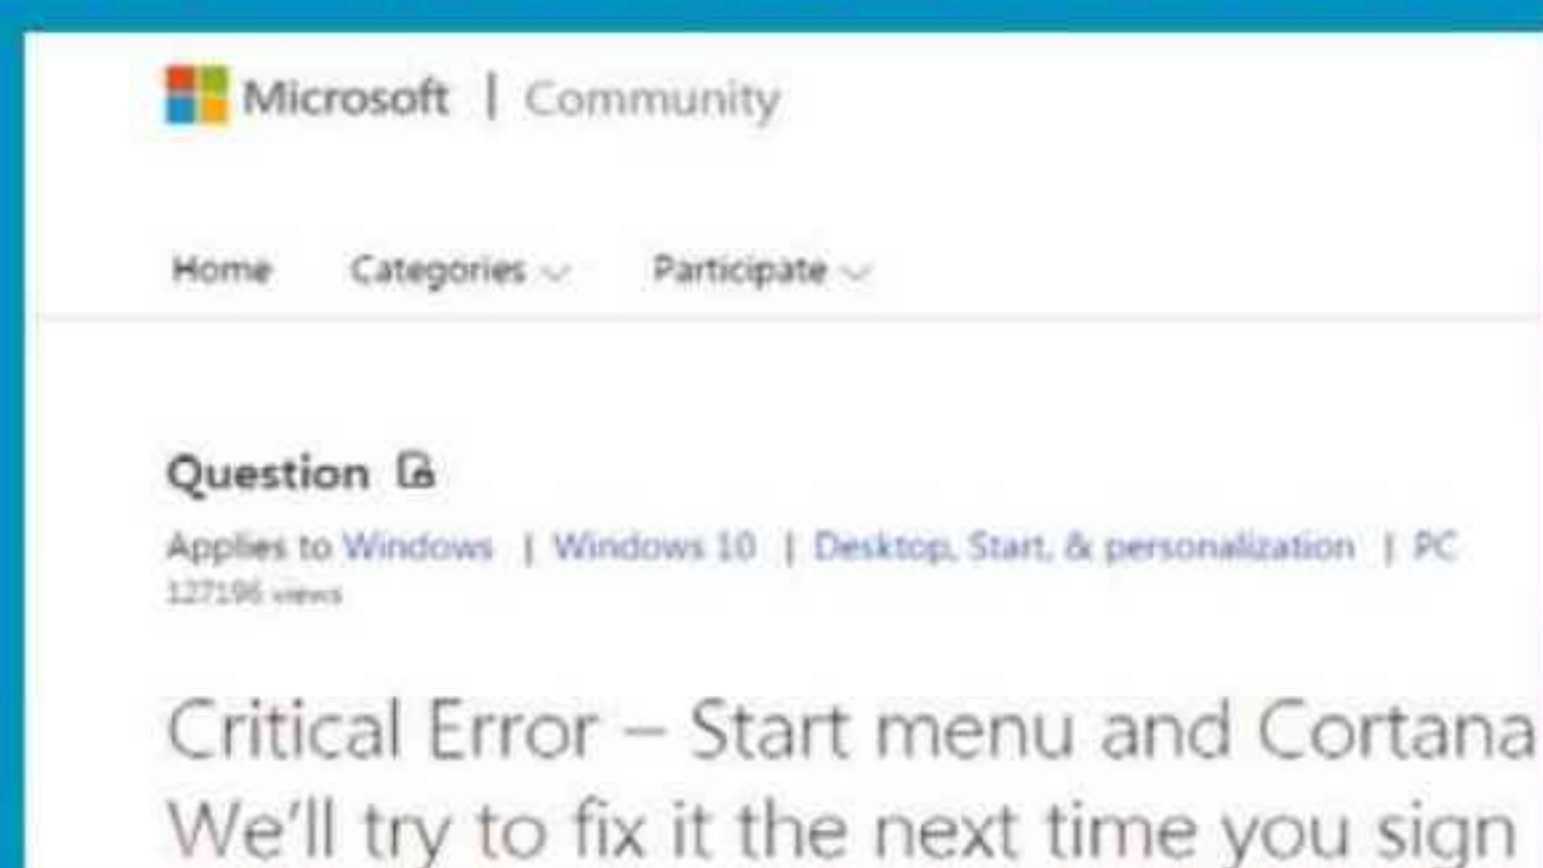 Microsoft | Community
Home Categories Participate
Question
Applies to Windows | Windows 10 | Desktop, Start, & personalization | PC
127196 views
Critical Error – Start menu and Cortana
We'll try to fix it the next time you sign